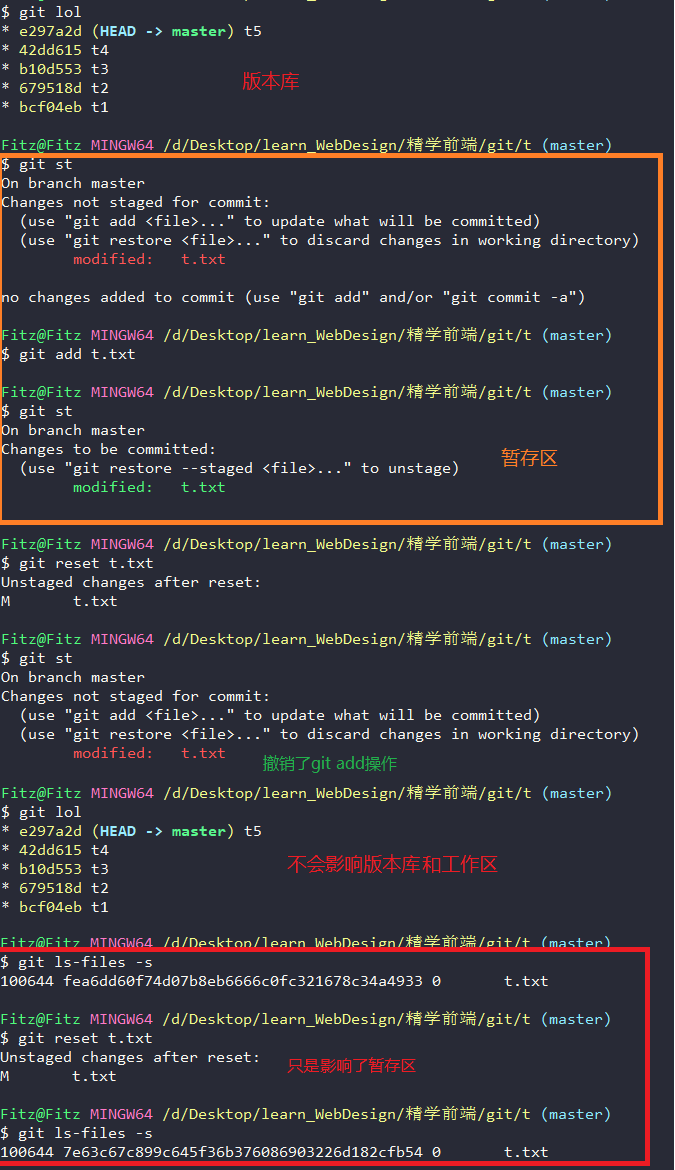 $ git lol
* e297a2d (HEAD -> master) t5
* 42dd615 t4
* b10d553 t3
版本库
* 679518d t2
* bcf04eb t1
Fitz@Fitz MINGW64 /d/Desktop/learn_WebDesign/精学前端/git/t (master)
$ git st
On branch master
Changes not staged for commit:
  (use "git add <file>..." to update what will be committed)
  (use "git restore <file>..." to discard changes in working directory)
        modified:   t.txt
no changes added to commit (use "git add" and/or "git commit -a")
Fitz@Fitz MINGW64 /d/Desktop/learn_WebDesign/精学前端/git/t (master)
$ git add t.txt
Fitz@Fitz MINGW64 /d/Desktop/learn_WebDesign/精学前端/git/t (master)
$ git st
On branch master
Changes to be committed:
暂存区
  (use "git restore --staged <file>..." to unstage)
        modified:   t.txt
Fitz@Fitz MINGW64 /d/Desktop/learn_WebDesign/精学前端/git/t (master)
$ git reset t.txt
Unstaged changes after reset:
M       t.txt
Fitz@Fitz MINGW64 /d/Desktop/learn_WebDesign/精学前端/git/t (master)
$ git st
On branch master
Changes not staged for commit:
  (use "git add <file>..." to update what will be committed)
  (use "git restore <file>..." to discard changes in working directory)
        modified:   t.txt
撤销了git add操作
Fitz@Fitz MINGW64 /d/Desktop/learn_WebDesign/精学前端/git/t (master)
$ git lol
* e297a2d (HEAD -> master) t5
* 42dd615 t4
不会影响版本库和工作区
* b10d553 t3
* 679518d t2
* bcf04eb t1
Fitz@Fitz MINGW64 /d/Desktop/learn_WebDesign/精学前端/git/t (master)
$ git ls-files -s
100644 fea6dd60f74d07b8eb6666c0fc321678c34a4933 0       t.txt
Fitz@Fitz MINGW64 /d/Desktop/learn_WebDesign/精学前端/git/t (master)
$ git reset t.txt
Unstaged changes after reset:
只是影响了暂存区
M       t.txt
Fitz@Fitz MINGW64 /d/Desktop/learn_WebDesign/精学前端/git/t (master)
$ git ls-files -s
100644 7e63c67c899c645f36b376086903226d182cfb54 0       t.txt